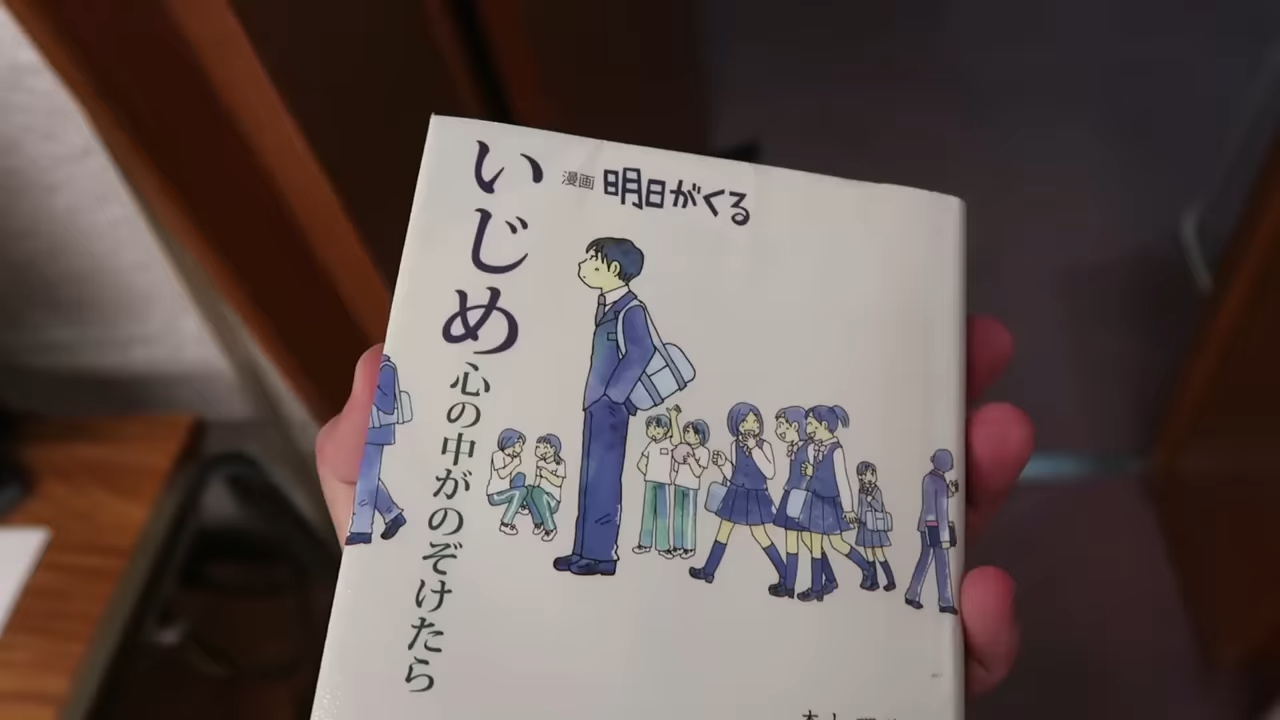 いじめ
心の中がのぞけたら
漫画 明日がくる